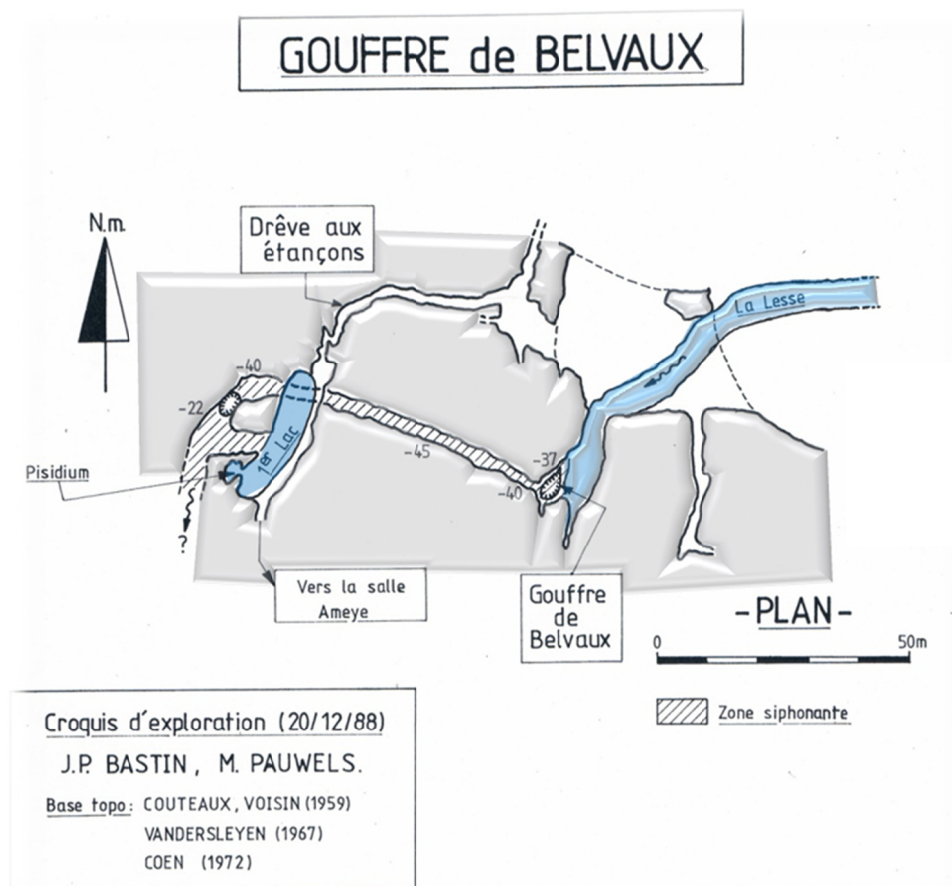 GOUFFRE de BELVAUX
N.m.
Drêve aux
étançons
La Lesse
-40
-22
1er Lac
-45
-37
-40
Pisidium
?
Vers la salle
Ameye
Gouffre
de
Belvaux
-PLAN-
0 50m
Zone siphonante
Croquis d'exploration (20/12/88)
J.P. BASTIN, M. PAUWELS.
Base topo: COUTEAUX, VOISIN (1959)
VANDERSLEYEN (1967)
COEN (1972)